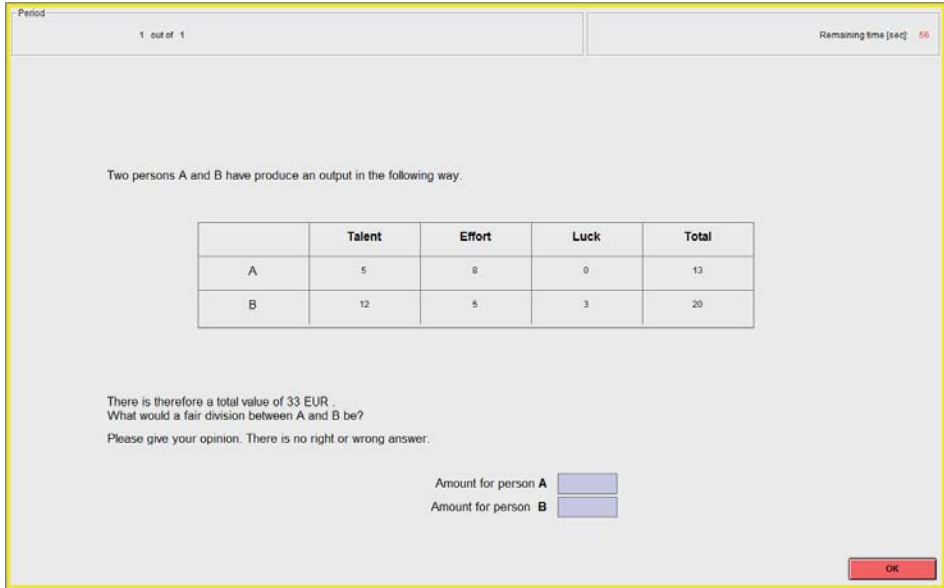 Period
1 out of 1
Remaining time [sec]: 56
Two persons A and B have produce an output in the following way.
Talent Effort Luck Total
A 5 8 0 13
B 12 5 3 20
There is therefore a total value of 33 EUR .
What would a fair division between A and B be?
Please give your opinion. There is no right or wrong answer.
Amount for person A
Amount for person B
OK